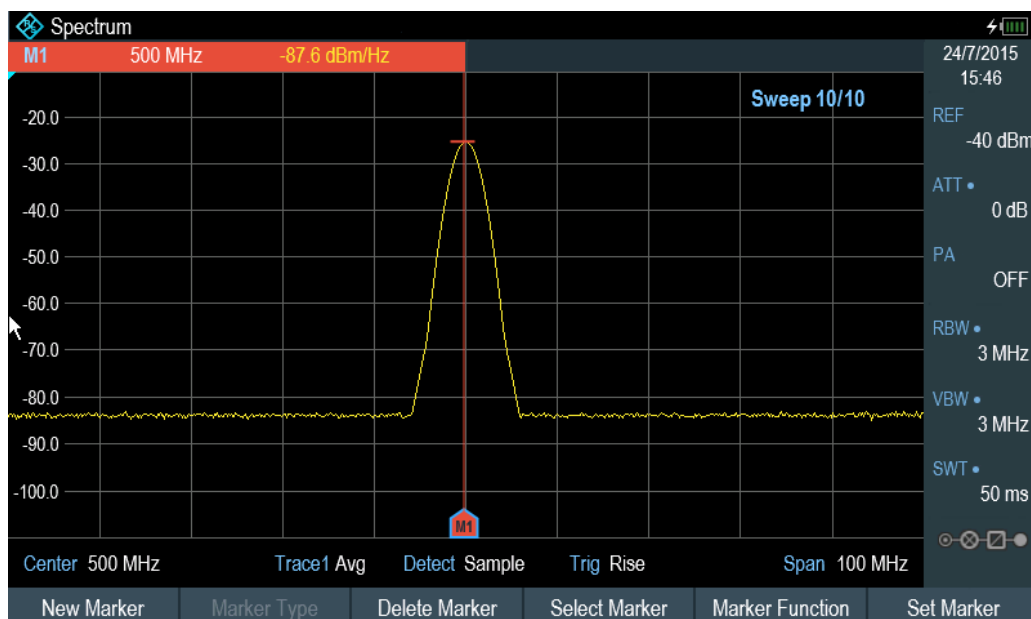 Spectrum
M1 500 MHz -87.6 dBm/Hz
24/7/2015
15:46
Sweep 10/10
-20.0
-30.0
-40.0
-50.0
-60.0
-70.0
-80.0
-90.0
-100.0
REF
-40 dBm
ATT
0 dB
PA
OFF
RBW
3 MHz
VBW
3 MHz
SWT
50 ms
M1
Center 500 MHz Trace1 Avg Detect Sample Trig Rise Span 100 MHz
New Marker Marker Type Delete Marker Select Marker Marker Function Set Marker